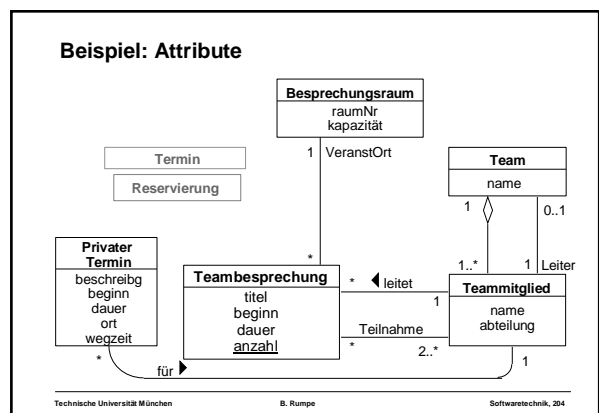 Beispiel: Attribute
Besprechungsraum
raumNr
kapazität
1 VeranstOrt
Termin
Reservierung
Team
name
1
0..1
Privater
Termin
beschreibg
beginn
dauer
ort
wegzeit
*
Teambesprechung
titel
beginn
dauer
anzahl
*
leitet
1
Teilnahme
*
2..*
1..*
1 Leiter
Teammitglied
name
abteilung
*
für
1
Technische Universität München B. Rumpe Softwaretechnik, 204